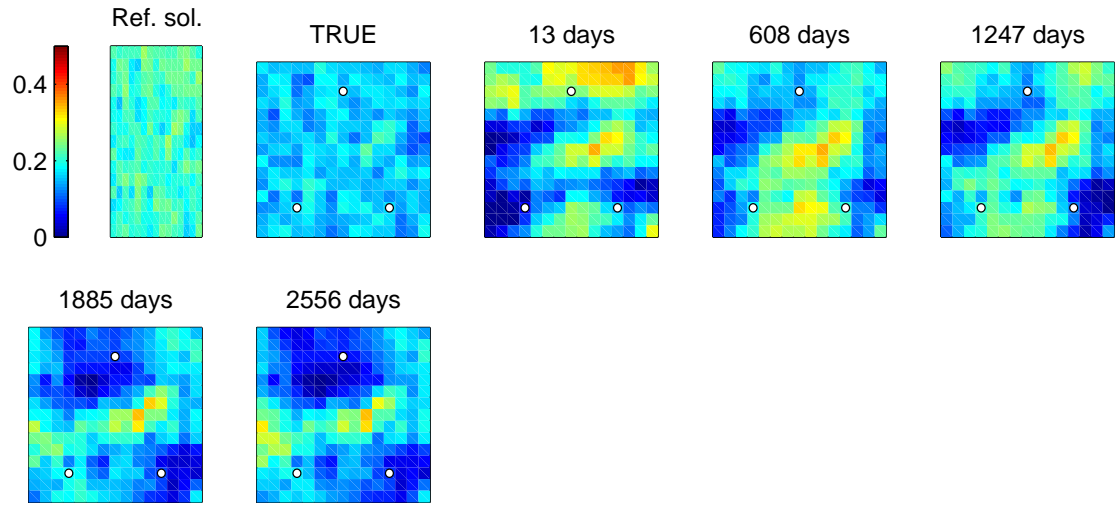 Ref. sol.
TRUE
13 days
608 days
1247 days
0.4
0.2
0
1885 days
2556 days